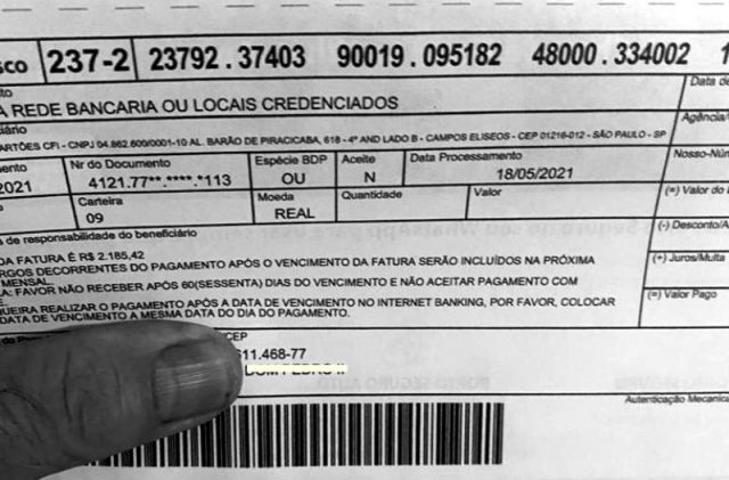 sco 237-2 23792.37403 90019.095182 48000.334002 1
nto Data de
A REDE BANCARIA OU LOCAIS CREDENCIADOS
ciário Agência/
ARTÕES CFI - CNPJ 04.862.600/0001-10 AL. BARÃO DE PIRACICABA, 618 - 4º AND LADO B - CAMPOS ELISEOS - CEP 01216-012 - SÃO PAULO - SP
mento Nr do Documento Espécie BDP Aceite Data Processamento Nosso-Núm
2021 4121.77**.****.*113 OU N 18/05/2021
Carteira Moeda Quantidade Valor (=) Valor do
09 REAL
s de responsabilidade do beneficiário (-) Desconto/A
DA FATURA É R$ 2.185,42
RGOS DECORRENTES DO PAGAMENTO APÓS O VENCIMENTO DA FATURA SERÃO INCLUÍDOS NA PRÓXIMA (+) Juros/Multa
MENSAL.
A: FAVOR NÃO RECEBER APÓS 60(SESSENTA) DIAS DO VENCIMENTO E NÃO ACEITAR PAGAMENTO COM
E. (=) Valor Pago
QUEIRA REALIZAR O PAGAMENTO APÓS A DATA DE VENCIMENTO NO INTERNET BANKING, POR FAVOR, COLOCAR
DATA DE VENCIMENTO A MESMA DATA DO DIA DO PAGAMENTO.
/CEP
11.468-77
DOM PEDRO II
Autenticação Mecânica